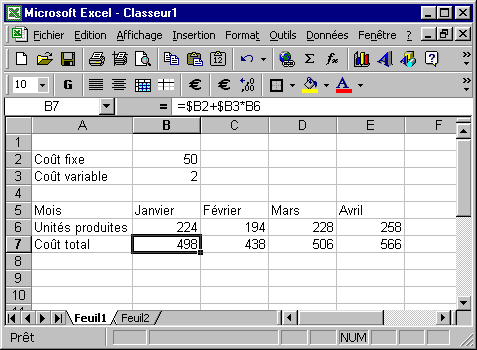 Microsoft Excel - Classeur1
Fichier Edition Affichage Insertion Format Outils Données Fenêtre ?
10 G € €
B7 = =$B2+$B3*B6
A B C D E F
1
2 Coût fixe 50
3 Coût variable 2
4
5 Mois Janvier Février Mars Avril
6 Unités produites 224 194 228 258
7 Coût total 498 438 506 566
8
9
10
11
Feuil1 Feuil2
Prêt NUM